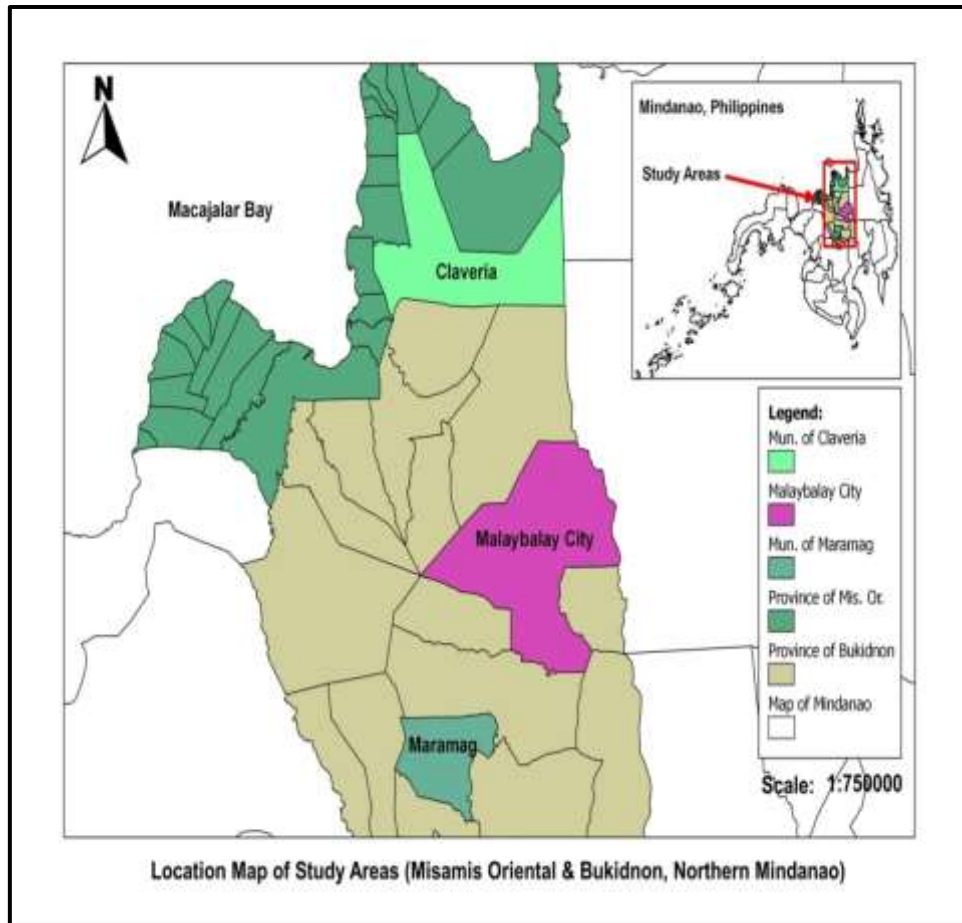 N
Mindanao, Philippines
Study Areas
Macajalar Bay
Claveria
Malaybalay City
Maramag
Legend:
Mun. of Claveria
Malaybalay City
Mun. of Maramag
Province of Mis. Or.
Province of Bukidnon
Map of Mindanao
Scale: 1:750000
Location Map of Study Areas (Misamis Oriental & Bukidnon, Northern Mindanao)